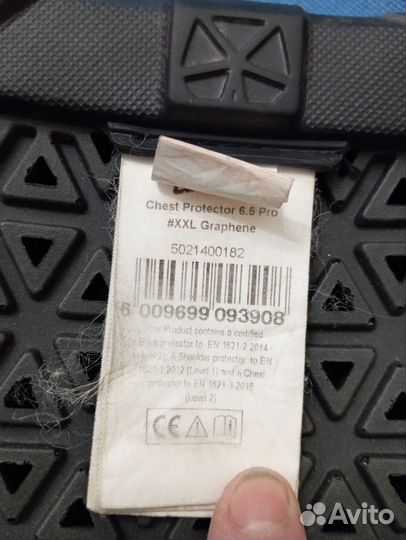 Chest Protector 6.5 Pro
#XXL Graphene
5021400182
6 009699 093908
This Product contains a certified
Back protector to EN 1621-2 2014
(Level 2), A Shoulder protector to EN
1621-1 2012 (Level 1) and a Chest
protector to EN 1621-3 2018
(Level 2)
CE
Avito